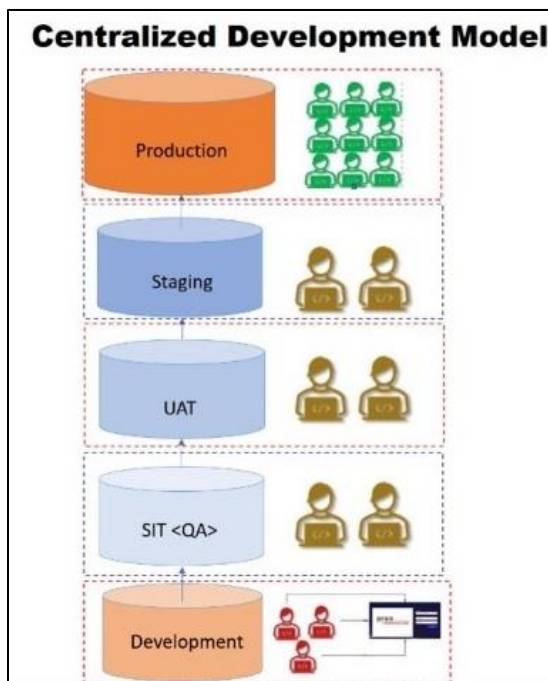 Centralized Development Model
Production
Staging
UAT
SIT <QA>
Development